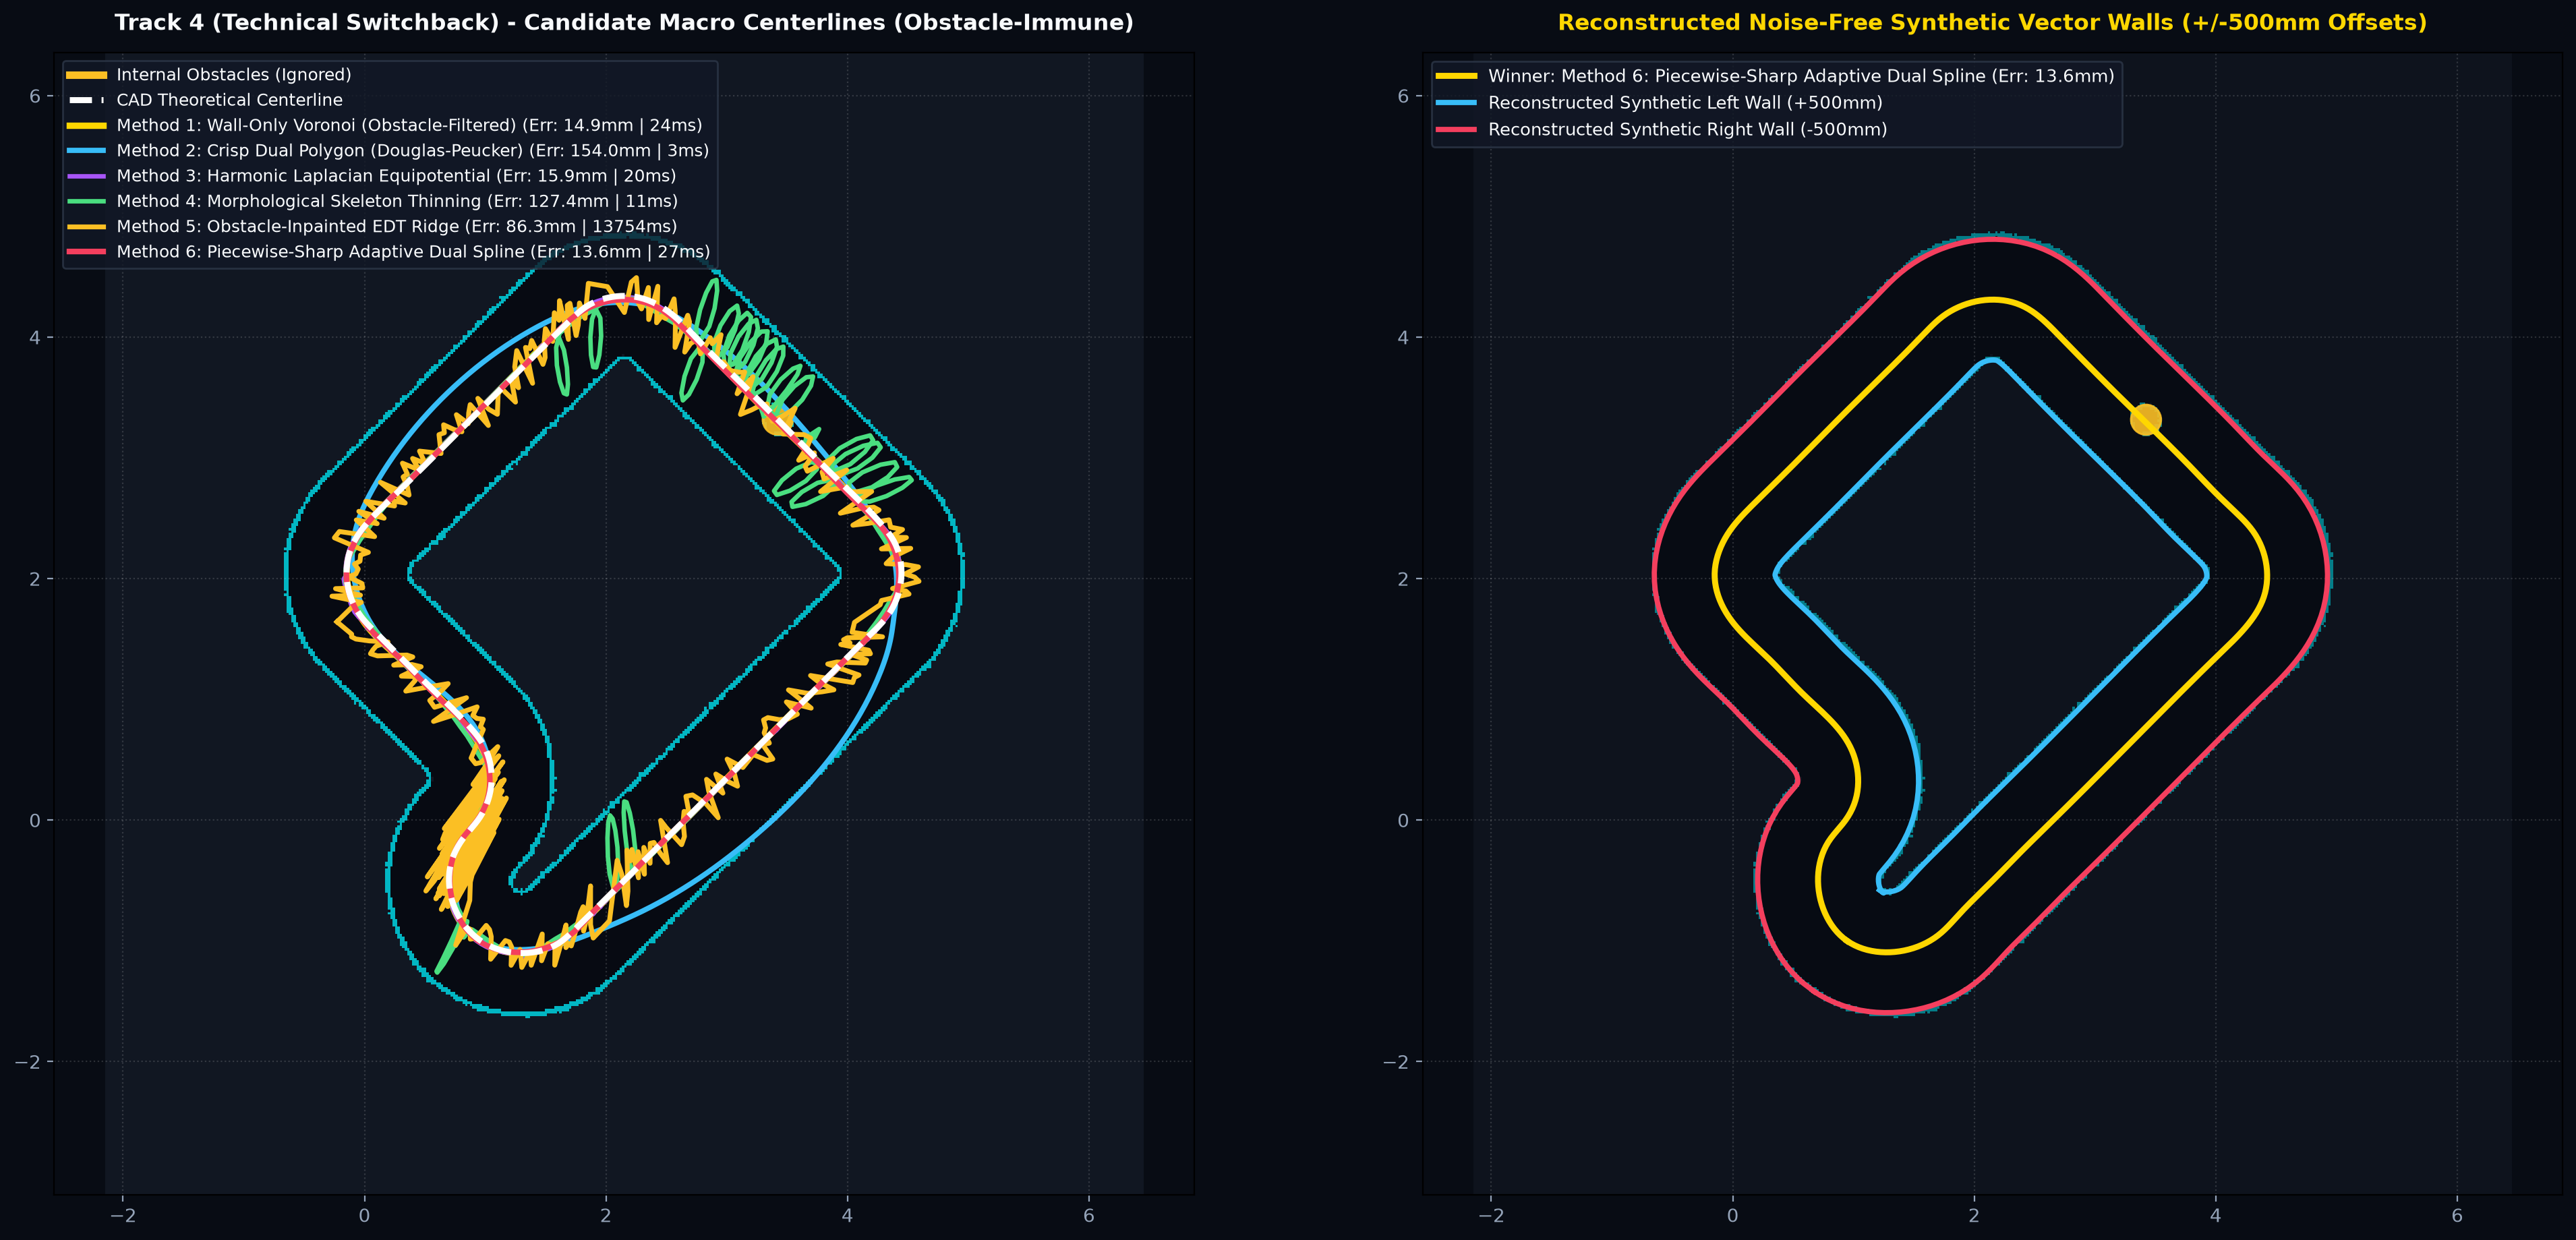 Track 4 (Technical Switchback) - Candidate Macro Centerlines (Obstacle-Immune)
Internal Obstacles (Ignored)
CAD Theoretical Centerline
Method 1: Wall-Only Voronoi (Obstacle-Filtered) (Err: 14.9mm | 24ms)
Method 2: Crisp Dual Polygon (Douglas-Peucker) (Err: 154.0mm | 3ms)
Method 3: Harmonic Laplacian Equipotential (Err: 15.9mm | 20ms)
Method 4: Morphological Skeleton Thinning (Err: 127.4mm | 11ms)
Method 5: Obstacle-Inpainted EDT Ridge (Err: 86.3mm | 13754ms)
Method 6: Piecewise-Sharp Adaptive Dual Spline (Err: 13.6mm | 27ms)
6
4
2
0
−2
−2 0 2 4 6
Reconstructed Noise-Free Synthetic Vector Walls (+/-500mm Offsets)
Winner: Method 6: Piecewise-Sharp Adaptive Dual Spline (Err: 13.6mm)
Reconstructed Synthetic Left Wall (+500mm)
Reconstructed Synthetic Right Wall (-500mm)
6
4
2
0
−2
−2 0 2 4 6